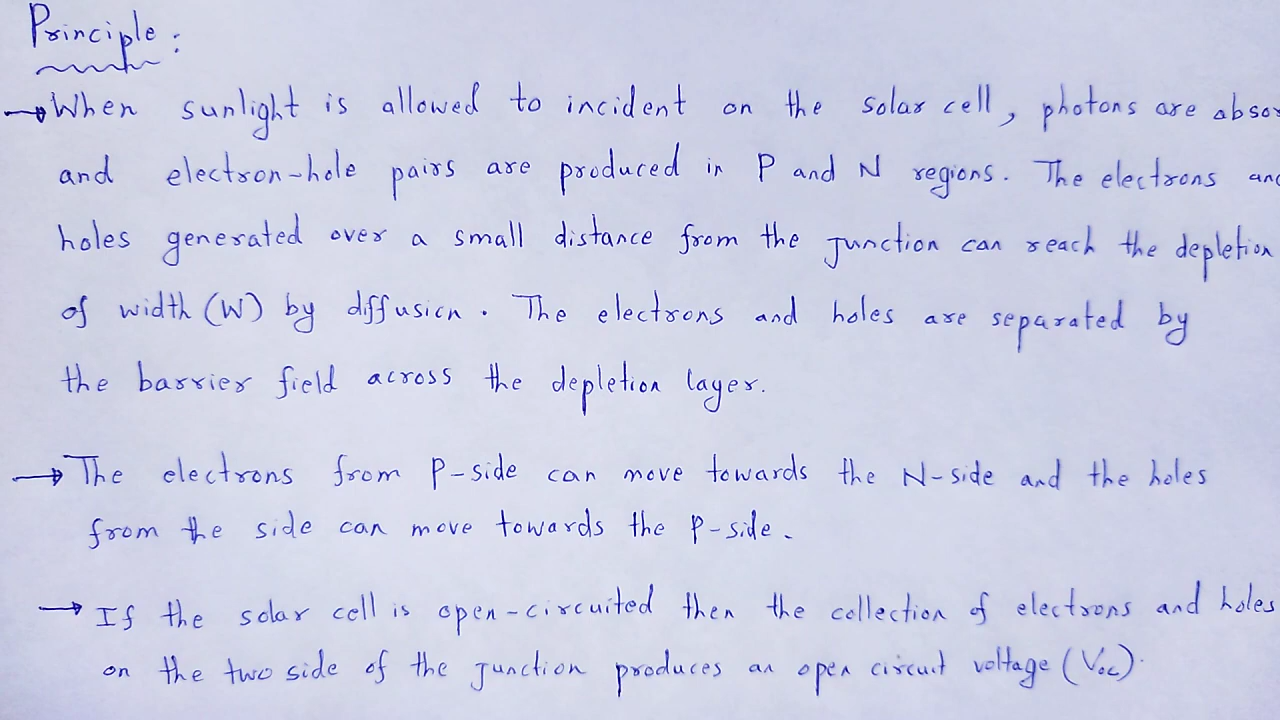 Principle :
→ When sunlight is allowed to incident on the solar cell, photons are absor
and electron-hole pairs are produced in P and N regions. The electrons and
holes generated over a small distance from the junction can reach the depletion
of width (W) by diffusion. The electrons and holes are separated by
the barrier field across the depletion layer.
→ The electrons from P-side can move towards the N-side and the holes
from the side can move towards the P-side.
→ If the solar cell is open-circuited then the collection of electrons and holes
on the two side of the junction produces an open circuit voltage (Voc).